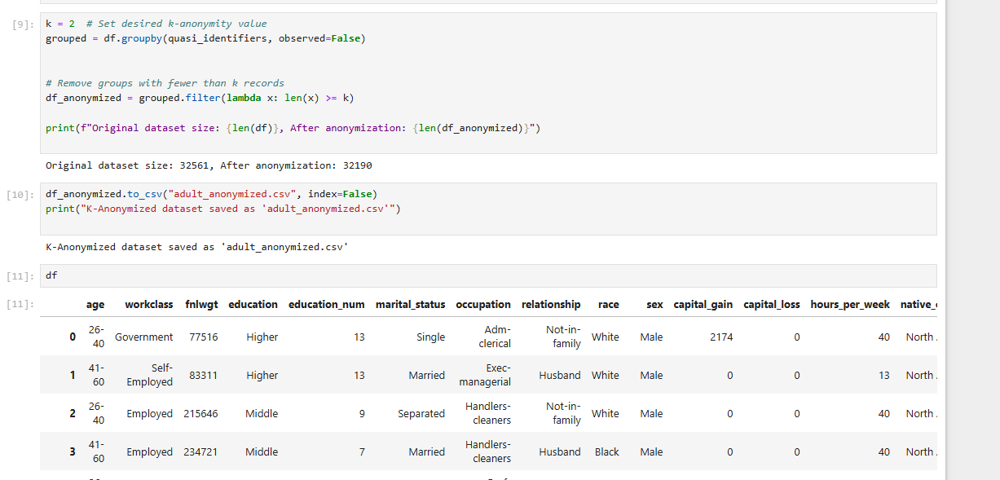 [9]: k = 2  # Set desired k-anonymity value
grouped = df.groupby(quasi_identifiers, observed=False)
# Remove groups with fewer than k records
df_anonymized = grouped.filter(lambda x: len(x) >= k)
print(f"Original dataset size: {len(df)}, After anonymization: {len(df_anonymized)}")
Original dataset size: 32561, After anonymization: 32190
[10]: df_anonymized.to_csv("adult_anonymized.csv", index=False)
print("K-Anonymized dataset saved as 'adult_anonymized.csv'")
K-Anonymized dataset saved as 'adult_anonymized.csv'
[11]: df
[11]:
age workclass fnlwgt education education_num marital_status occupation relationship race sex capital_gain capital_loss hours_per_week native_
0 26-40 Government 77516 Higher 13 Single Adm-clerical Not-in-family White Male 2174 0 40 North
1 41-60 Self-Employed 83311 Higher 13 Married Exec-managerial Husband White Male 0 0 13 North
2 26-40 Employed 215646 Middle 9 Separated Handlers-cleaners Not-in-family White Male 0 0 40 North
3 41-60 Employed 234721 Middle 7 Married Handlers-cleaners Husband Black Male 0 0 40 North